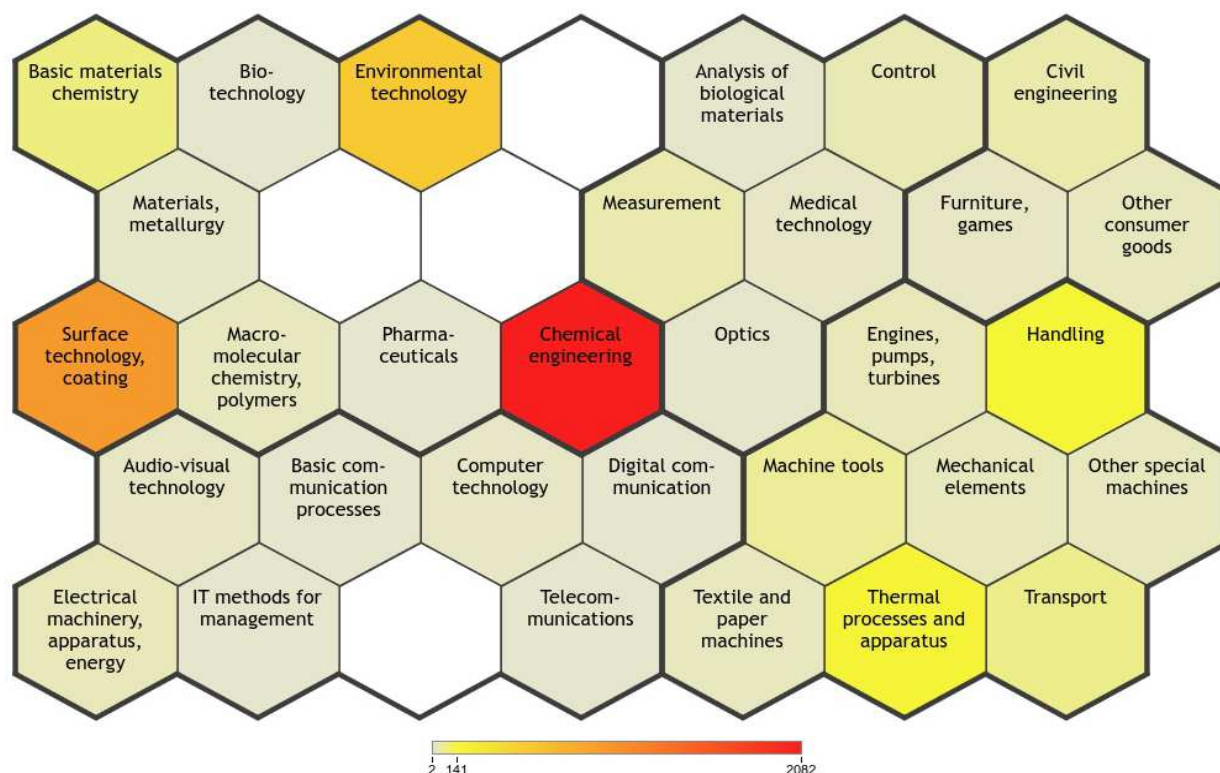 Basic materials
chemistry
Bio-
technology
Environmental
technology
Analysis of
biological
materials
Control
Civil
engineering
Materials,
metallurgy
Measurement
Medical
technology
Furniture,
games
Other
consumer
goods
Surface
technology,
coating
Macro-
molecular
chemistry,
polymers
Pharma-
ceuticals
Chemical
engineering
Optics
Engines,
pumps,
turbines
Handling
Audio-visual
technology
Basic com-
munication
processes
Computer
technology
Digital com-
munication
Machine tools
Mechanical
elements
Other special
machines
Electrical
machinery,
apparatus,
energy
IT methods for
management
Telecom-
munications
Textile and
paper
machines
Thermal
processes and
apparatus
Transport
2 141 2082